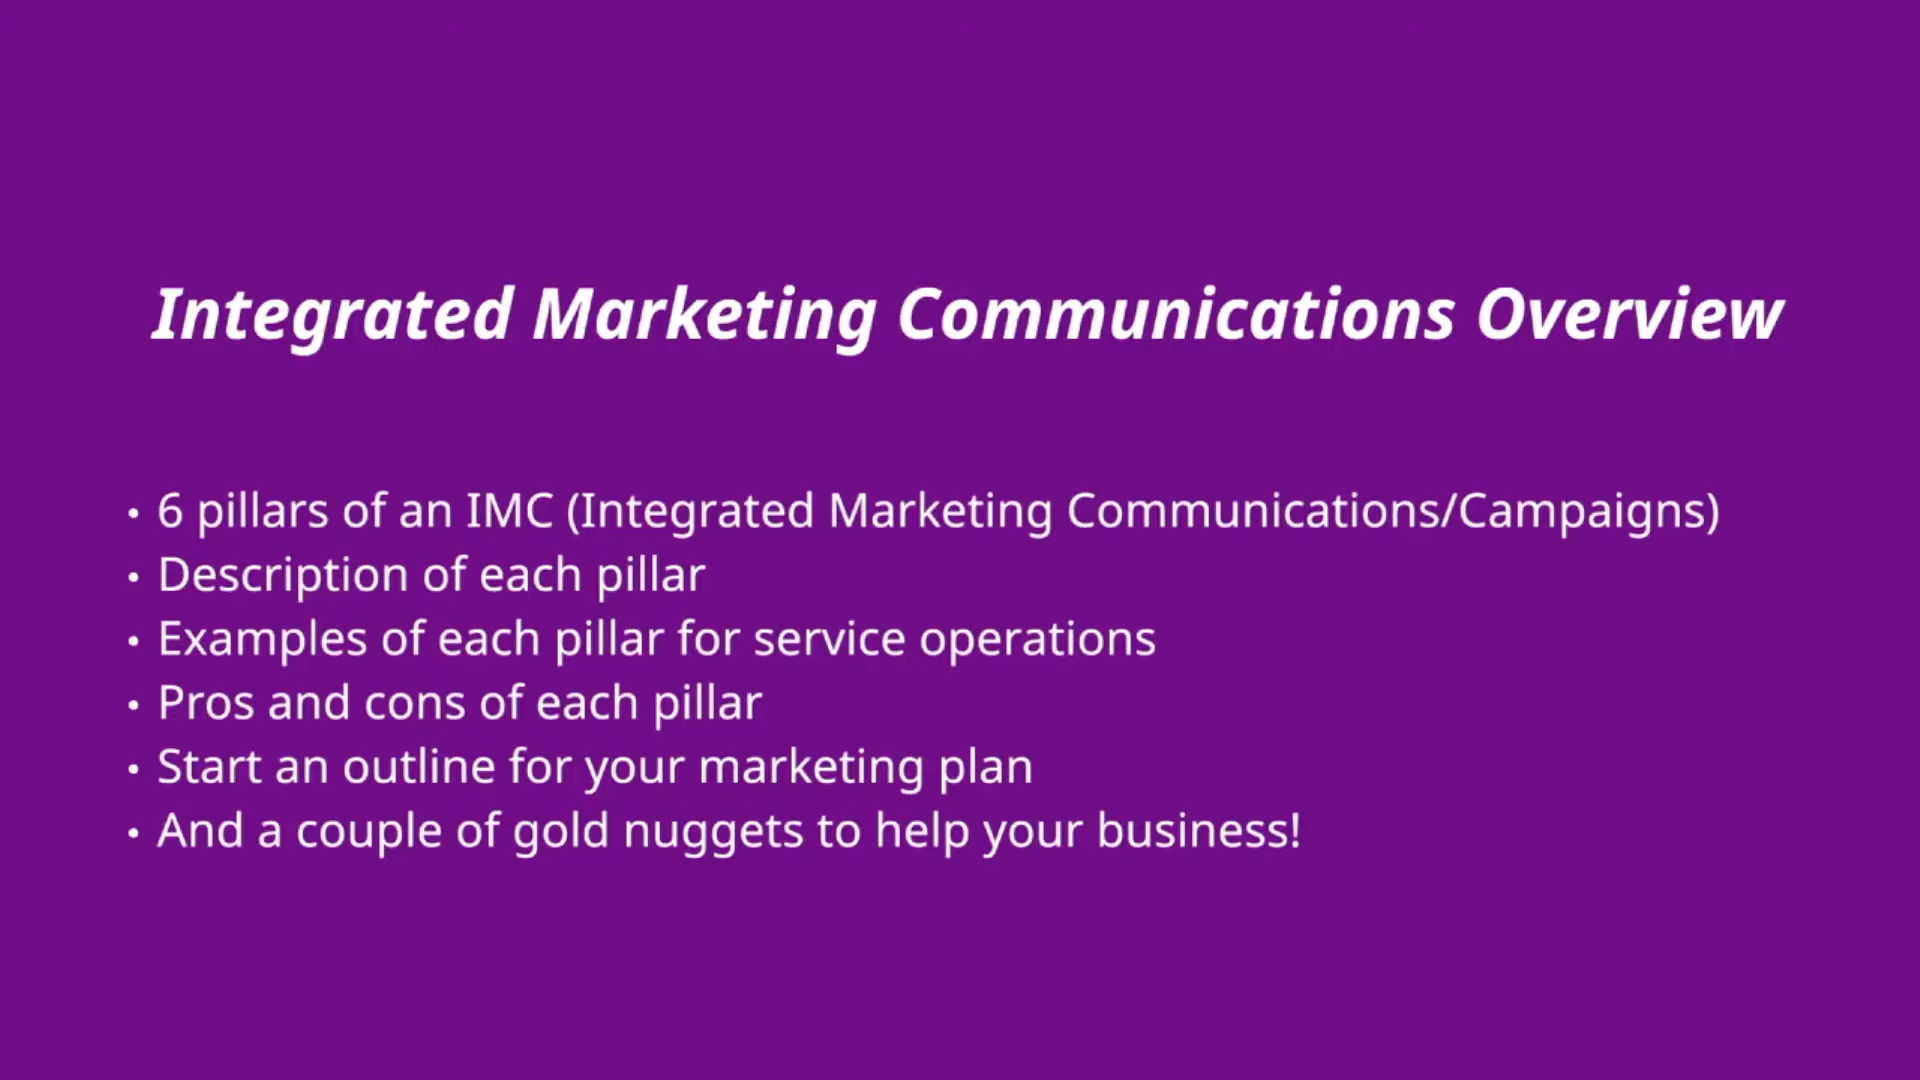 Integrated Marketing Communications Overview
• 6 pillars of an IMC (Integrated Marketing Communications/Campaigns)
• Description of each pillar
• Examples of each pillar for service operations
• Pros and cons of each pillar
• Start an outline for your marketing plan
• And a couple of gold nuggets to help your business!